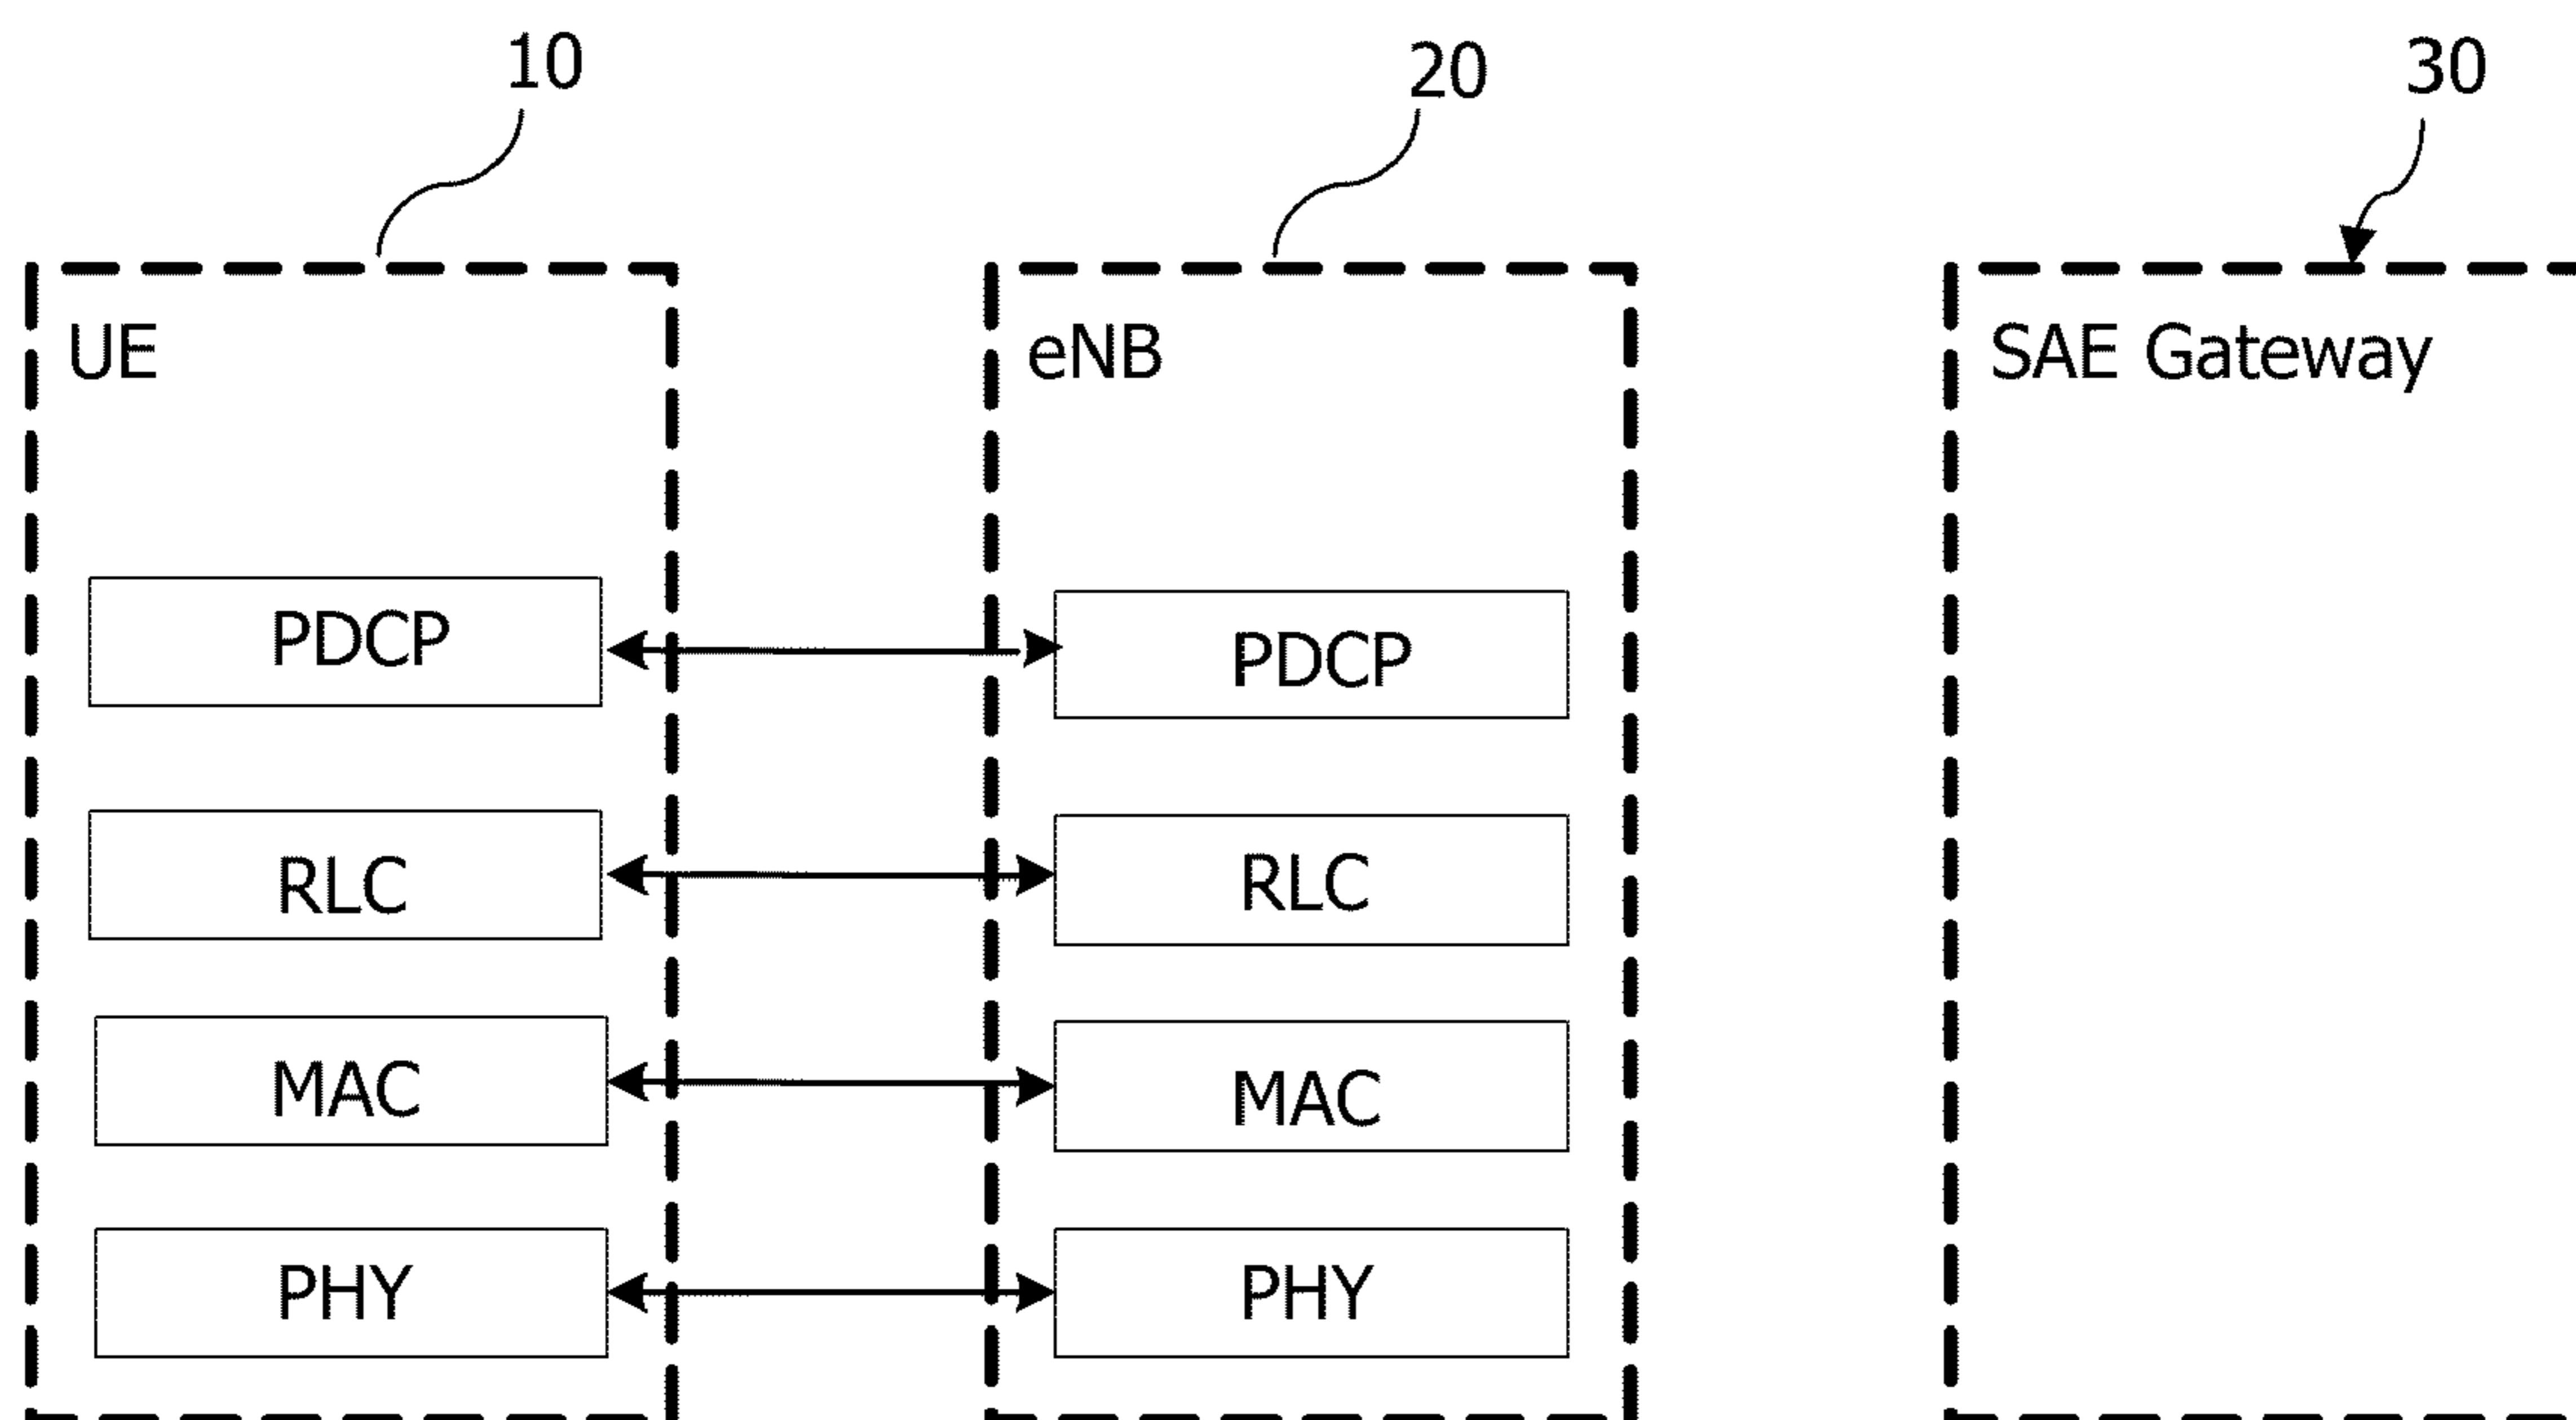 10
20
30
UE
eNB
SAE Gateway
PDCP
PDCP
RLC
RLC
MAC
MAC
PHY
PHY